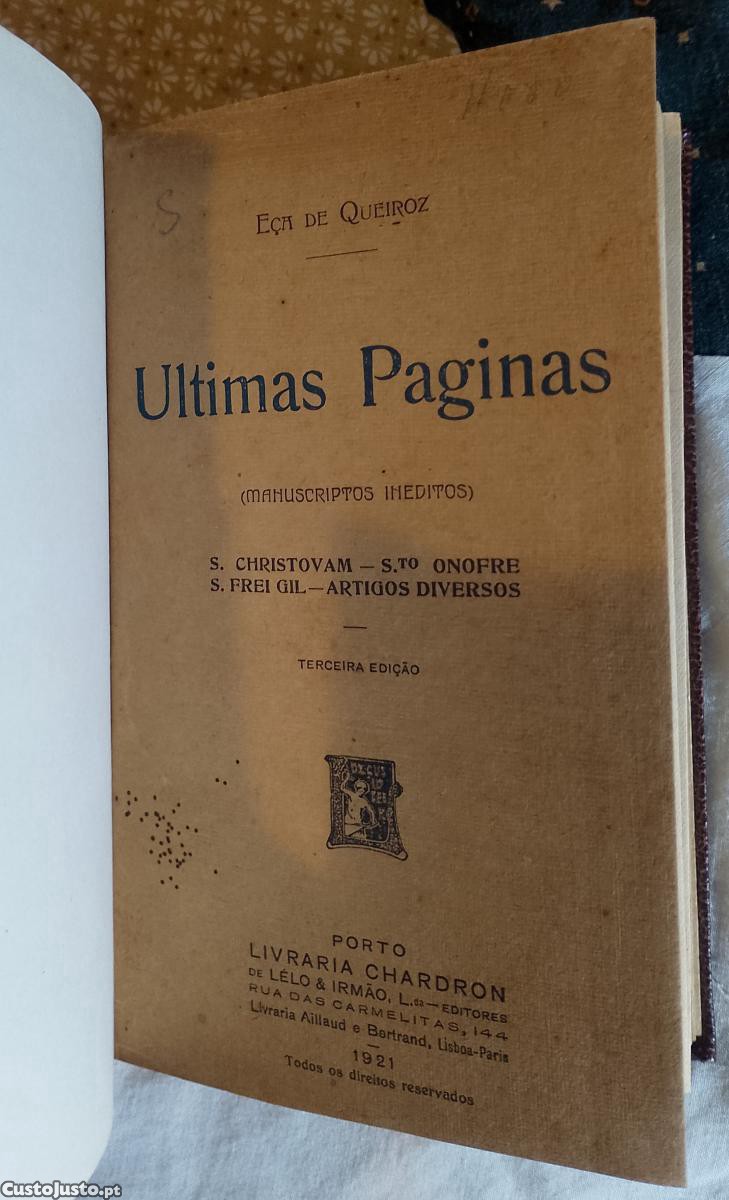 S
EÇA DE QUEIROZ
Ultimas Paginas
(MANUSCRIPTOS INEDITOS)
S. CHRISTOVAM — S.TO ONOFRE
S. FREI GIL — ARTIGOS DIVERSOS
TERCEIRA EDIÇÃO
DECUS
PORTO
LIVRARIA CHARDRON
DE LÉLO & IRMÃO, L.da — EDITORES
RUA DAS CARMELITAS, 144
Livraria Aillaud e Bertrand, Lisboa-Paris
1921
Todos os direitos reservados
CustoJusto.pt